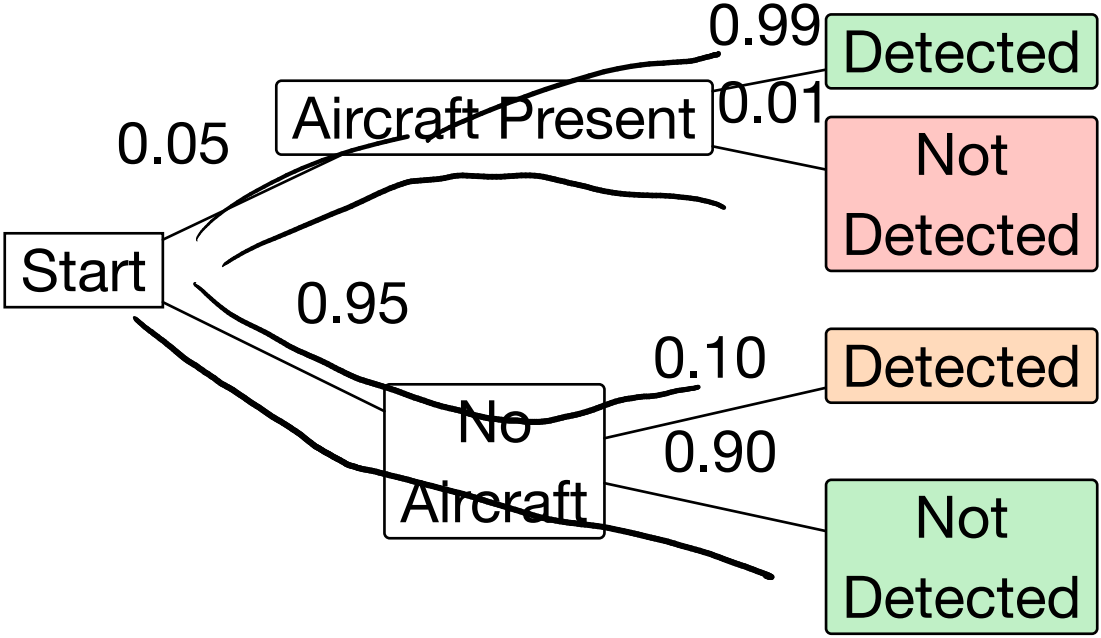 0.99
Detected
Aircraft Present
0.01
0.05
Not
Detected
Start
0.95
0.10
Detected
No
Aircraft
0.90
Not
Detected